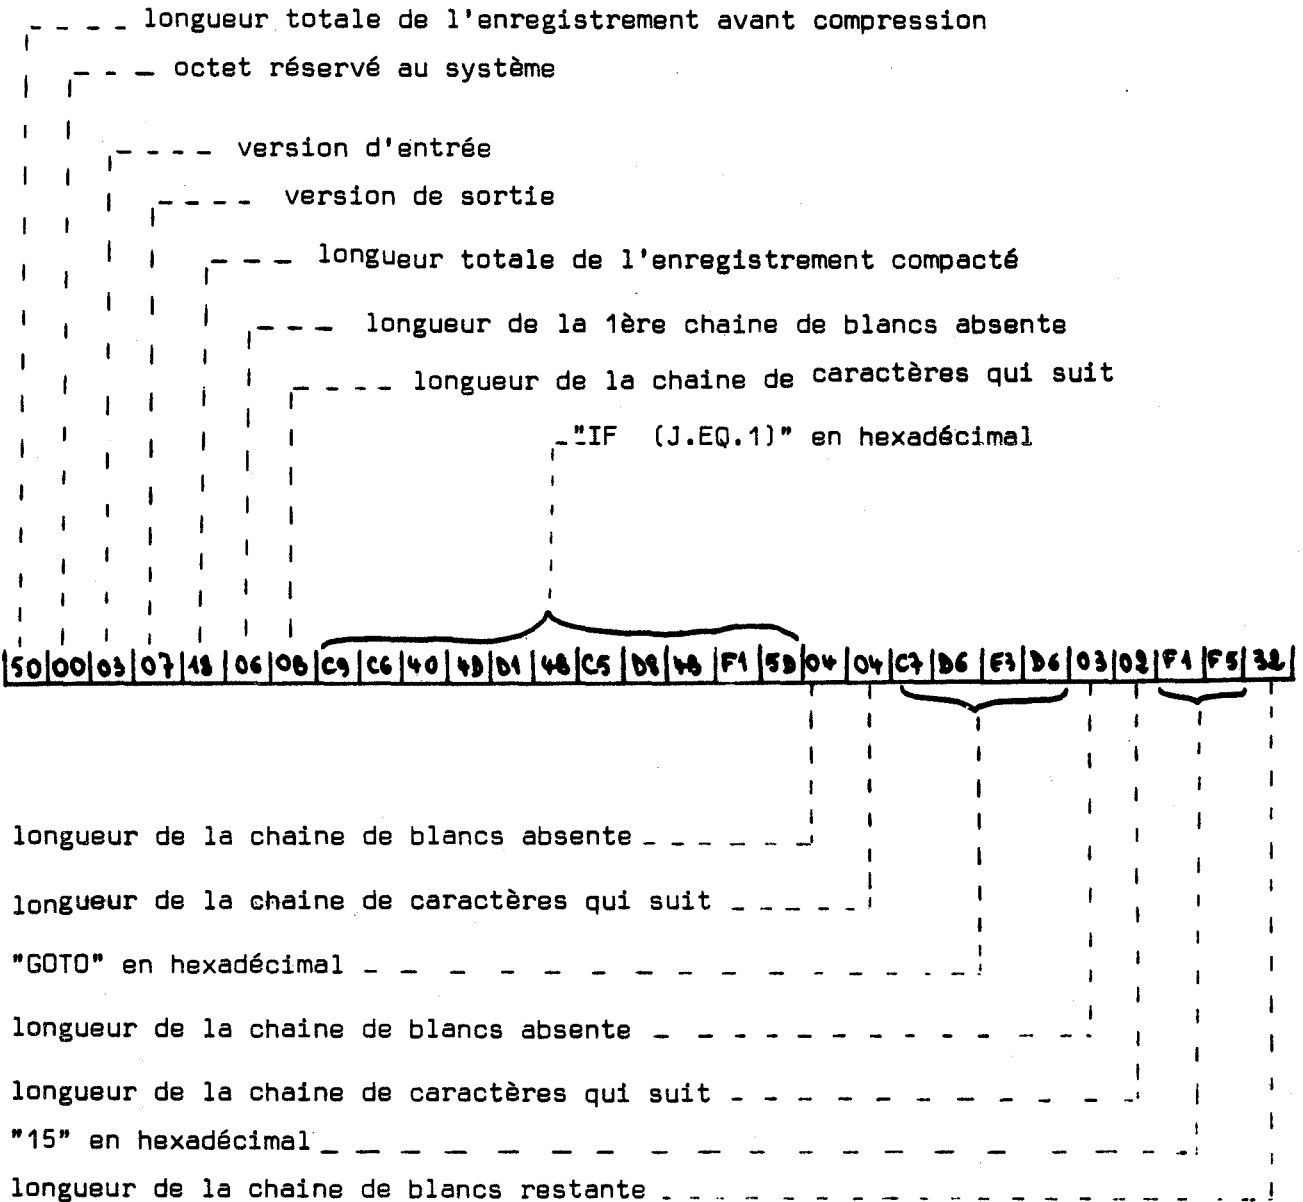 longueur totale de l'enregistrement avant compression
octet réservé au système
version d'entrée
version de sortie
longueur totale de l'enregistrement compacté
longueur de la 1ère chaine de blancs absente
longueur de la chaine de caractères qui suit
"IF (J.EQ.1)" en hexadécimal
|50|00|03|07|18|06|0B|C9|C6|40|4D|D1|4B|C5|D8|4B|F1|5D|04|04|C7|D6|E3|D6|03|02|F1|F5|32|
longueur de la chaine de blancs absente
longueur de la chaine de caractères qui suit
"GOTO" en hexadécimal
longueur de la chaine de blancs absente
longueur de la chaine de caractères qui suit
"15" en hexadécimal
longueur de la chaine de blancs restante